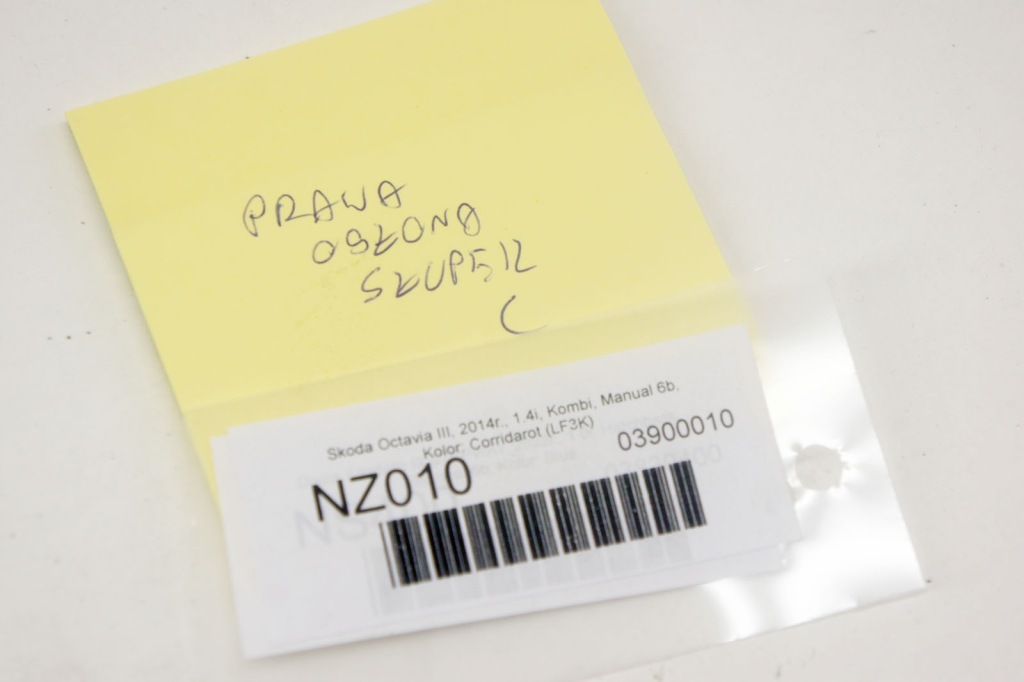 PRAWA
OSŁONA
SŁUPEK
C
Skoda Octavia III, 2014r., 1.4i, Kombi, Manual 6b.
Kolor: Corridarot (LF3K)
03900010
NZ010